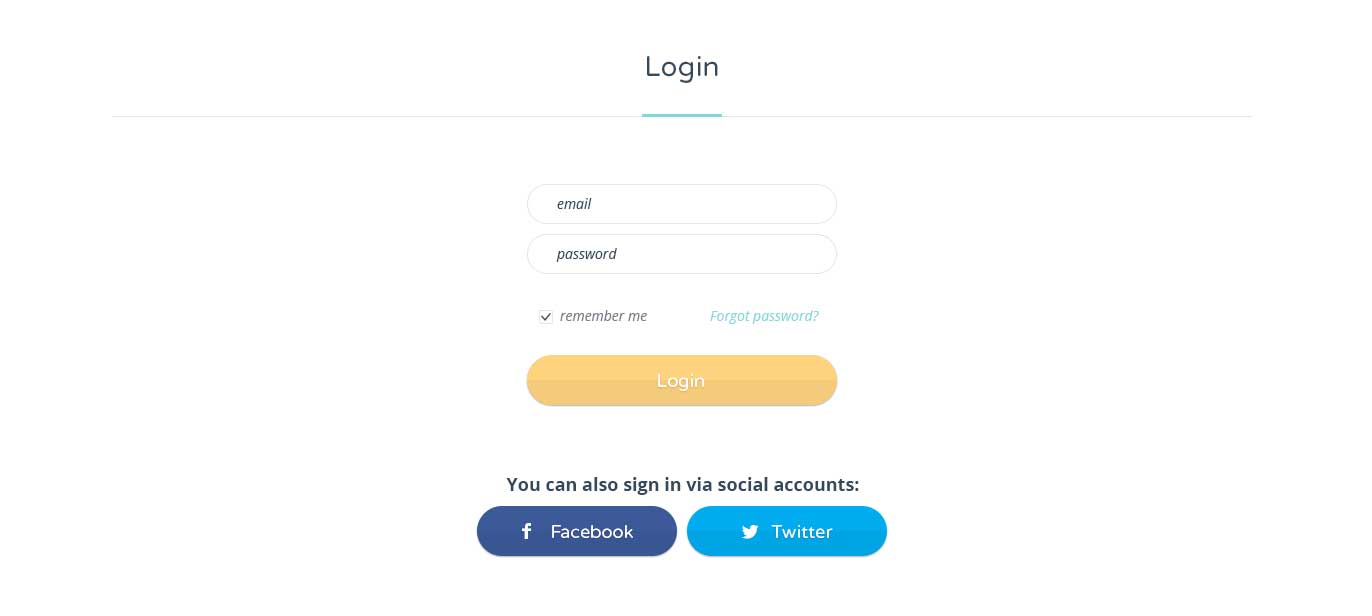 Login
email
password
remember me Forgot password?
Login
You can also sign in via social accounts:
Facebook Twitter